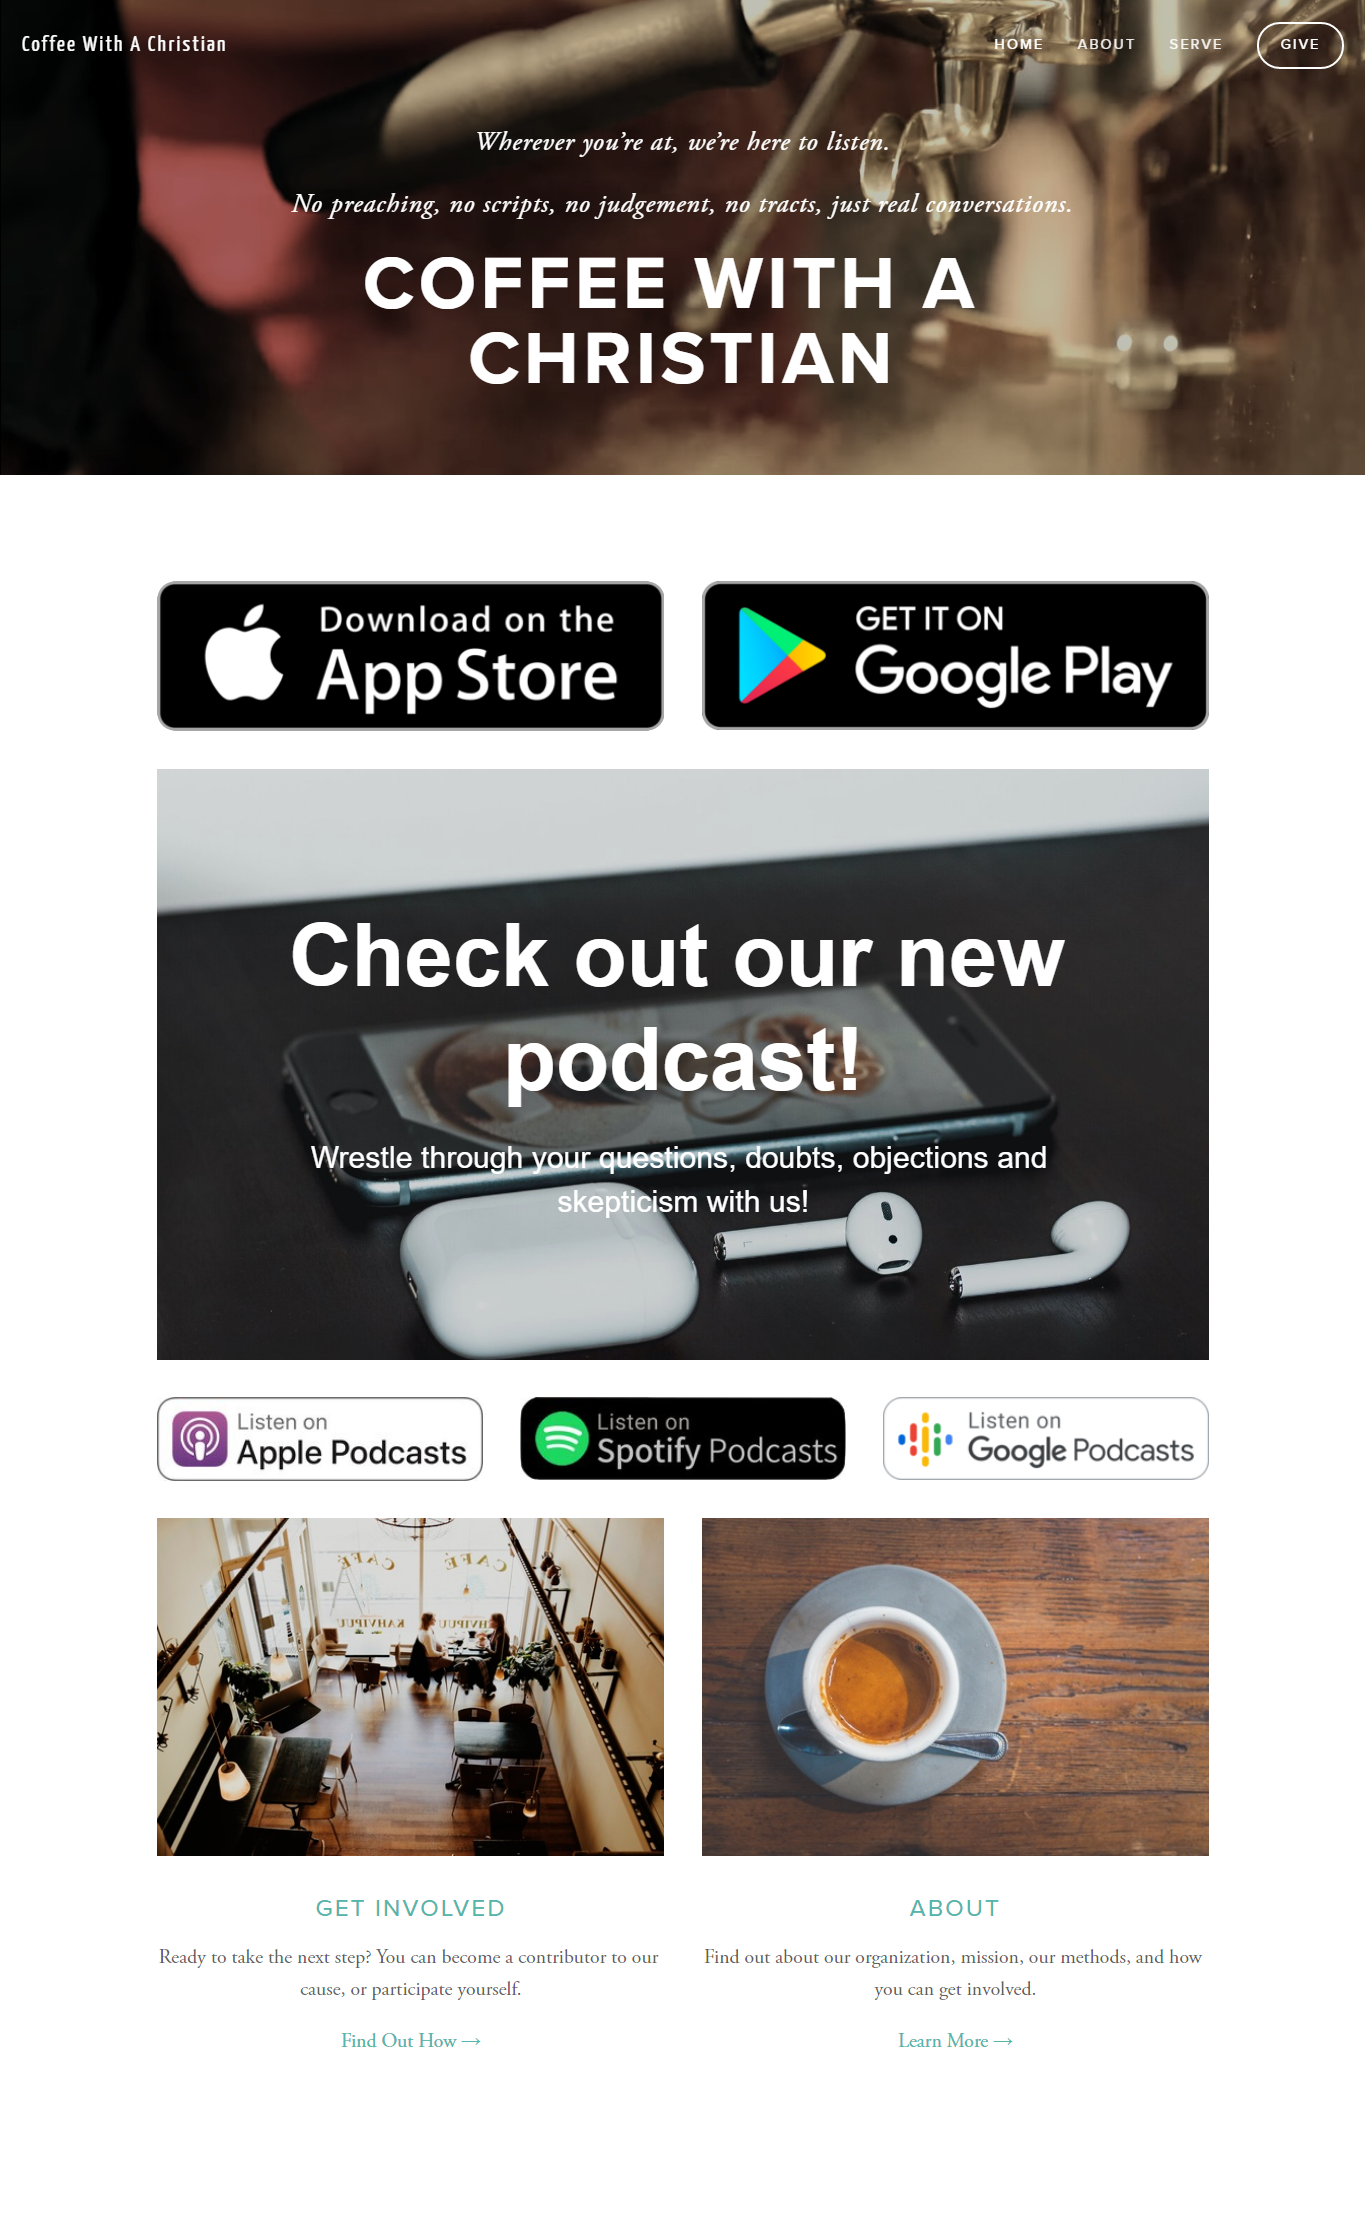 Coffee With A Christian
HOME ABOUT SERVE GIVE
Wherever you're at, we're here to listen.
No preaching, no scripts, no judgement, no tracts, just real conversations.
COFFEE WITH A
CHRISTIAN
Download on the
App Store
GET IT ON
Google Play
Check out our new
podcast!
Wrestle through your questions, doubts, objections and
skepticism with us!
Listen on
Apple Podcasts
Listen on
Spotify Podcasts
Listen on
Google Podcasts
CAFÉ CAFÉ
KAHVIPUU KAHVIPUU
GET INVOLVED
Ready to take the next step? You can become a contributor to our
cause, or participate yourself.
Find Out How →
ABOUT
Find out about our organization, mission, our methods, and how
you can get involved.
Learn More →